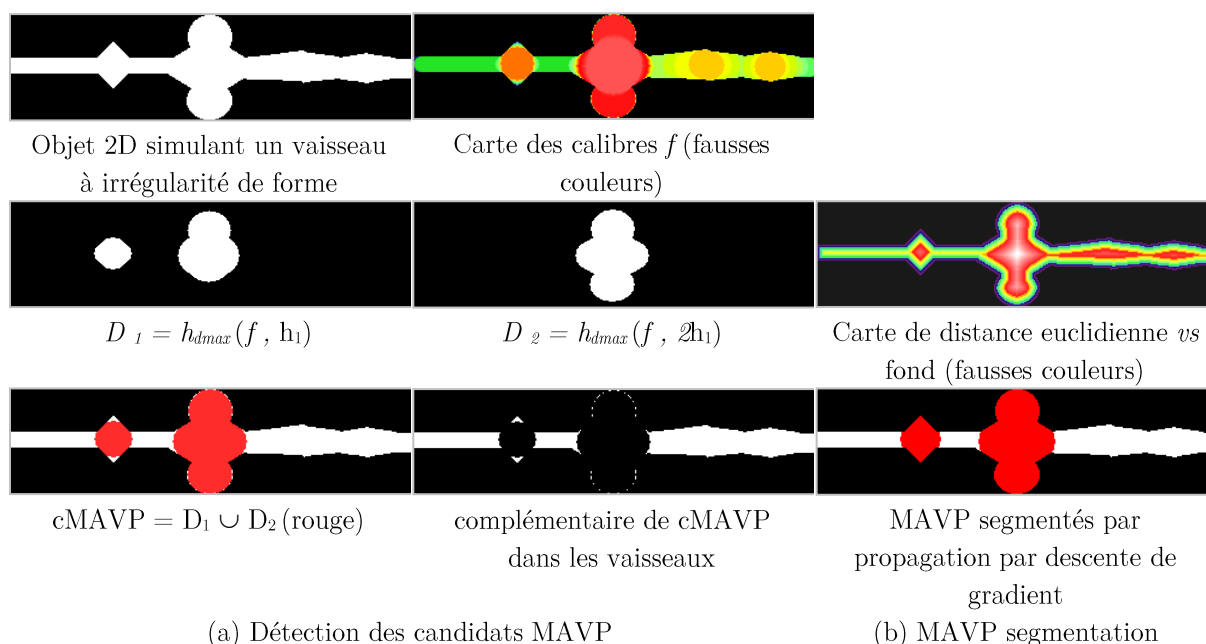 Objet 2D simulant un vaisseau
à irrégularité de forme
Carte des calibres f (fausses
couleurs)
D 1 = hdmax(f , h1)
D 2 = hdmax(f , 2h1)
Carte de distance euclidienne vs
fond (fausses couleurs)
cMAVP = D1 ∪ D2 (rouge)
complémentaire de cMAVP
dans les vaisseaux
MAVP segmentés par
propagation par descente de
gradient
(a) Détection des candidats MAVP
(b) MAVP segmentation